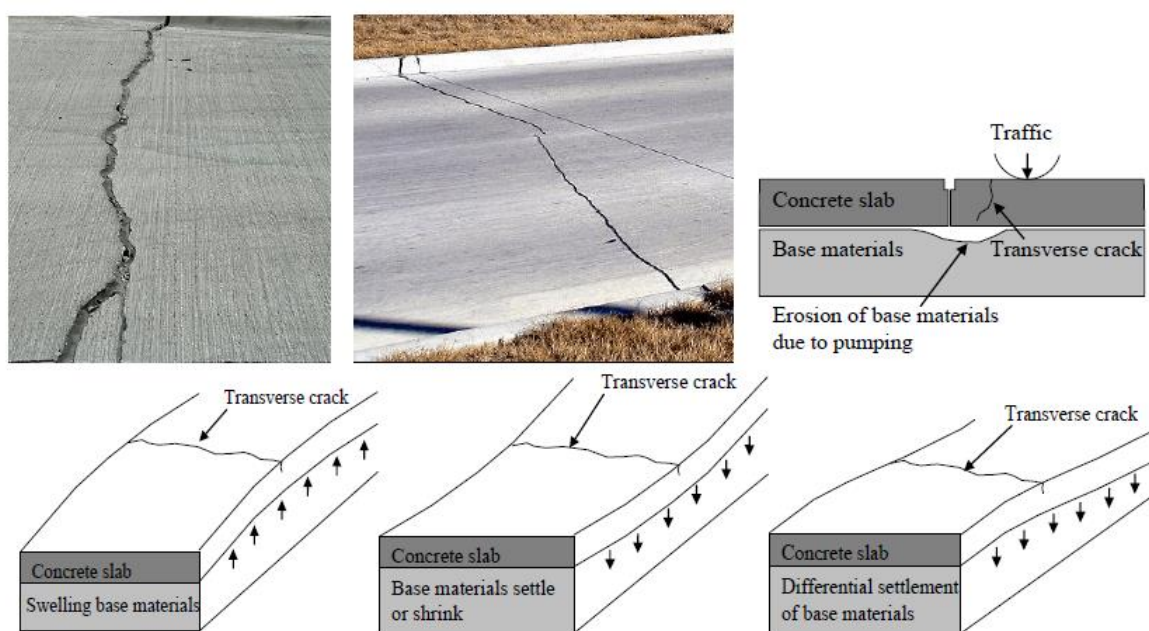 Traffic
Concrete slab
Base materials
Transverse crack
Erosion of base materials
due to pumping
Transverse crack
Concrete slab
Swelling base materials
Transverse crack
Concrete slab
Base materials settle
or shrink
Transverse crack
Concrete slab
Differential settlement
of base materials